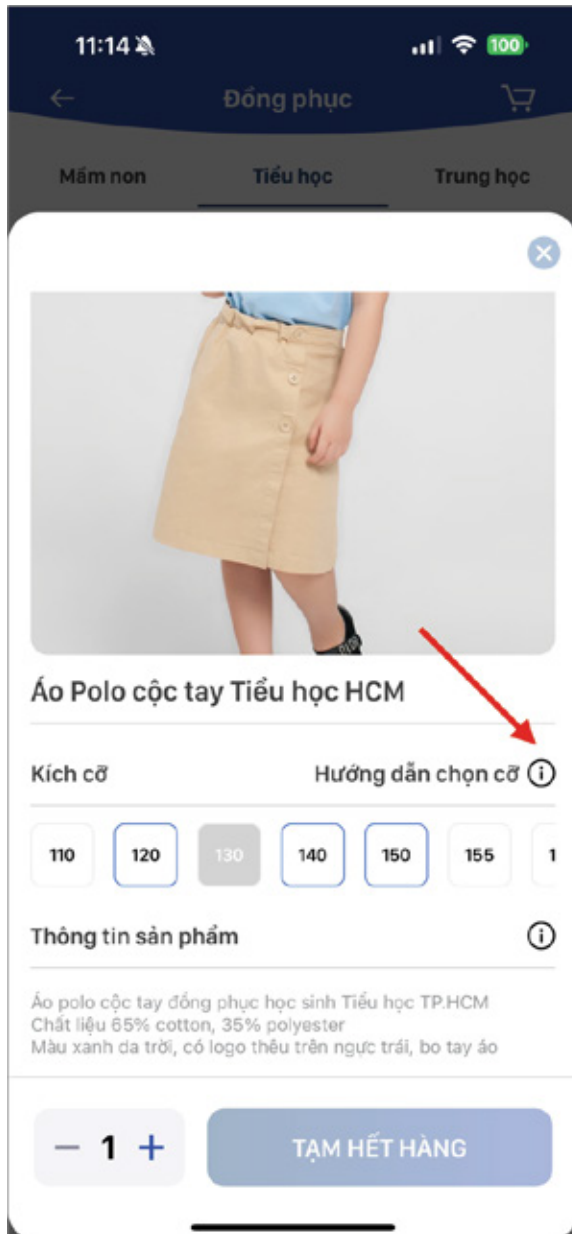 11:14
100
Đồng phục
Mầm non Tiểu học Trung học
Áo Polo cộc tay Tiểu học HCM
Kích cỡ Hướng dẫn chọn cỡ
110 120 130 140 150 155 1
Thông tin sản phẩm
Áo polo cộc tay đồng phục học sinh Tiểu học TP.HCM
Chất liệu 65% cotton, 35% polyester
Màu xanh da trời, có logo thêu trên ngực trái, bo tay áo
− 1 + TẠM HẾT HÀNG